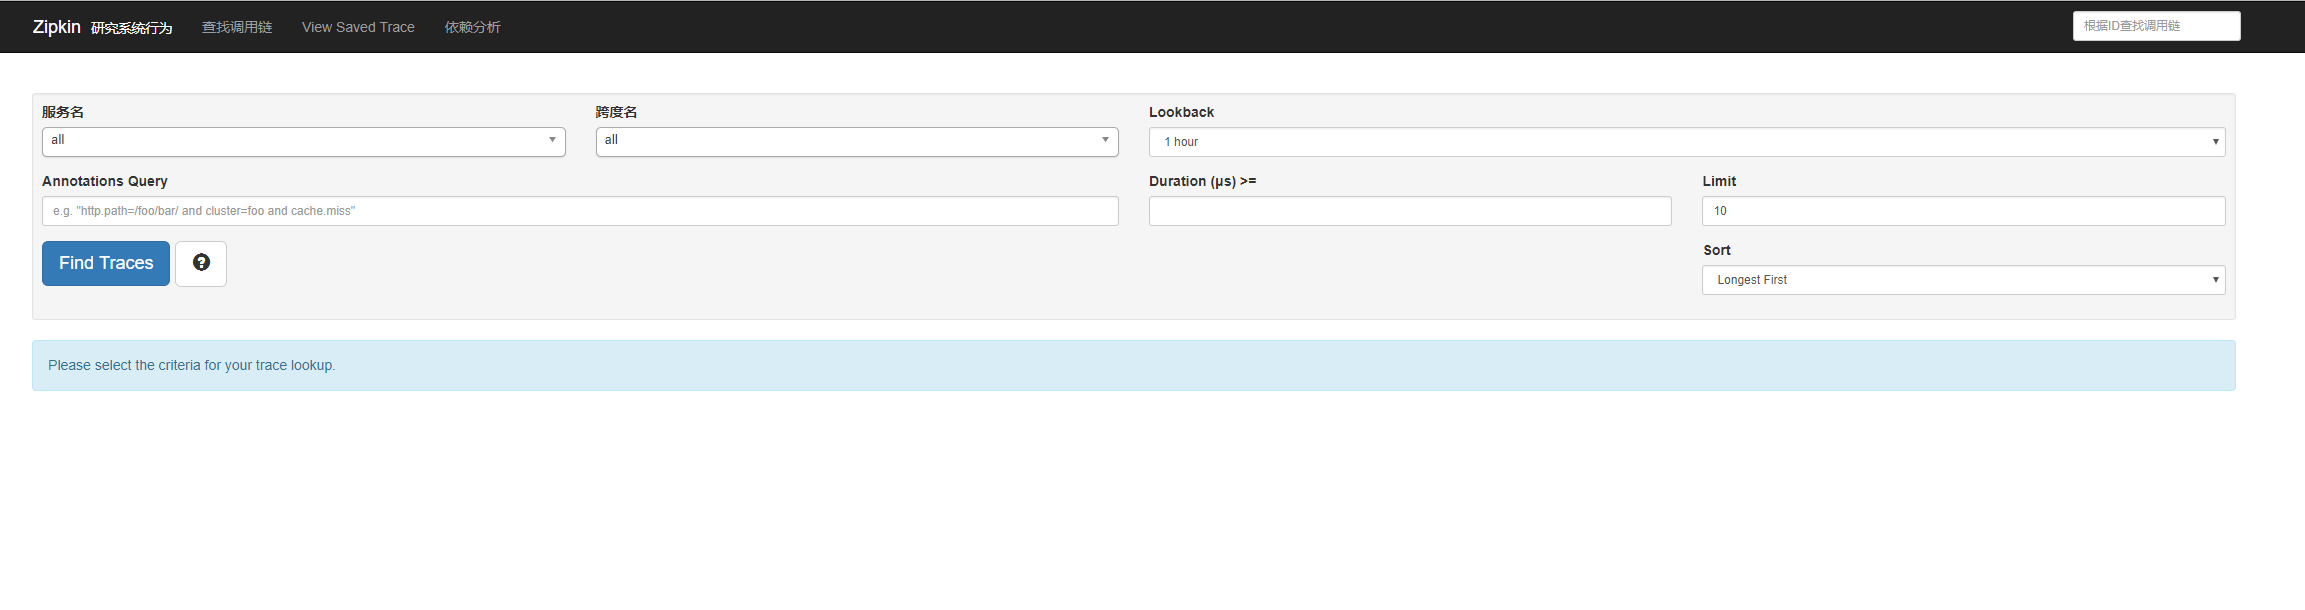 Zipkin 研究系统行为 查找调用链 View Saved Trace 依赖分析 根据ID查找调用链
服务名 跨度名 Lookback
all all 1 hour
Annotations Query Duration (μs) >= Limit
e.g. "http.path=/foo/bar/ and cluster=foo and cache.miss" 10
Find Traces ? Sort
Longest First
Please select the criteria for your trace lookup.